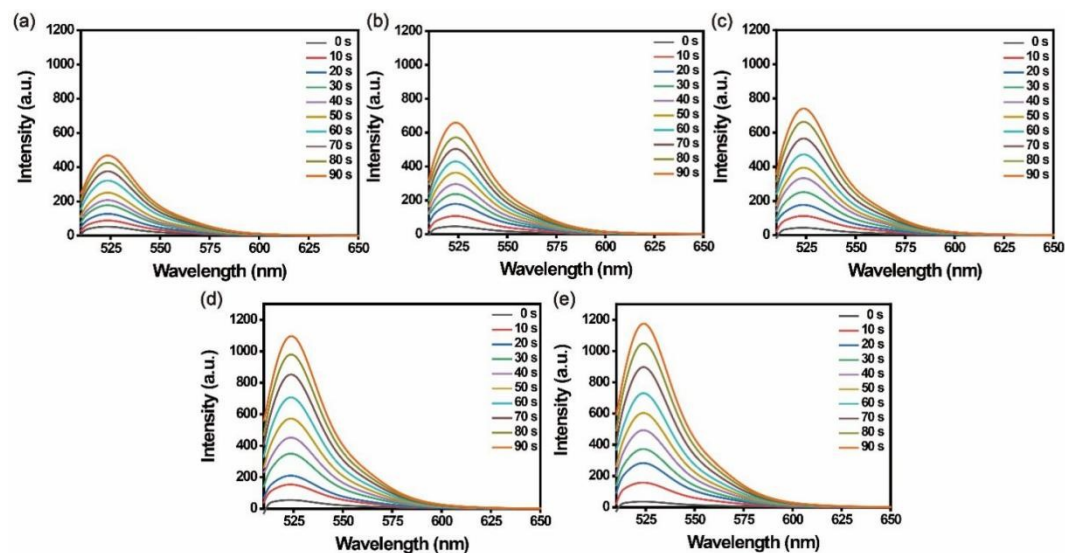 (a)
1200
1000
800
600
400
200
0
Intensity (a.u.)
525 550 575 600 625 650
Wavelength (nm)
0 s
10 s
20 s
30 s
40 s
50 s
60 s
70 s
80 s
90 s
(b)
1200
1000
800
600
400
200
0
Intensity (a.u.)
525 550 575 600 625 650
Wavelength (nm)
0 s
10 s
20 s
30 s
40 s
50 s
60 s
70 s
80 s
90 s
(c)
1200
1000
800
600
400
200
0
Intensity (a.u.)
525 550 575 600 625 650
Wavelength (nm)
0 s
10 s
20 s
30 s
40 s
50 s
60 s
70 s
80 s
90 s
(d)
1200
1000
800
600
400
200
0
Intensity (a.u.)
525 550 575 600 625 650
Wavelength (nm)
0 s
10 s
20 s
30 s
40 s
50 s
60 s
70 s
80 s
90 s
(e)
1200
1000
800
600
400
200
0
Intensity (a.u.)
525 550 575 600 625 650
Wavelength (nm)
0 s
10 s
20 s
30 s
40 s
50 s
60 s
70 s
80 s
90 s